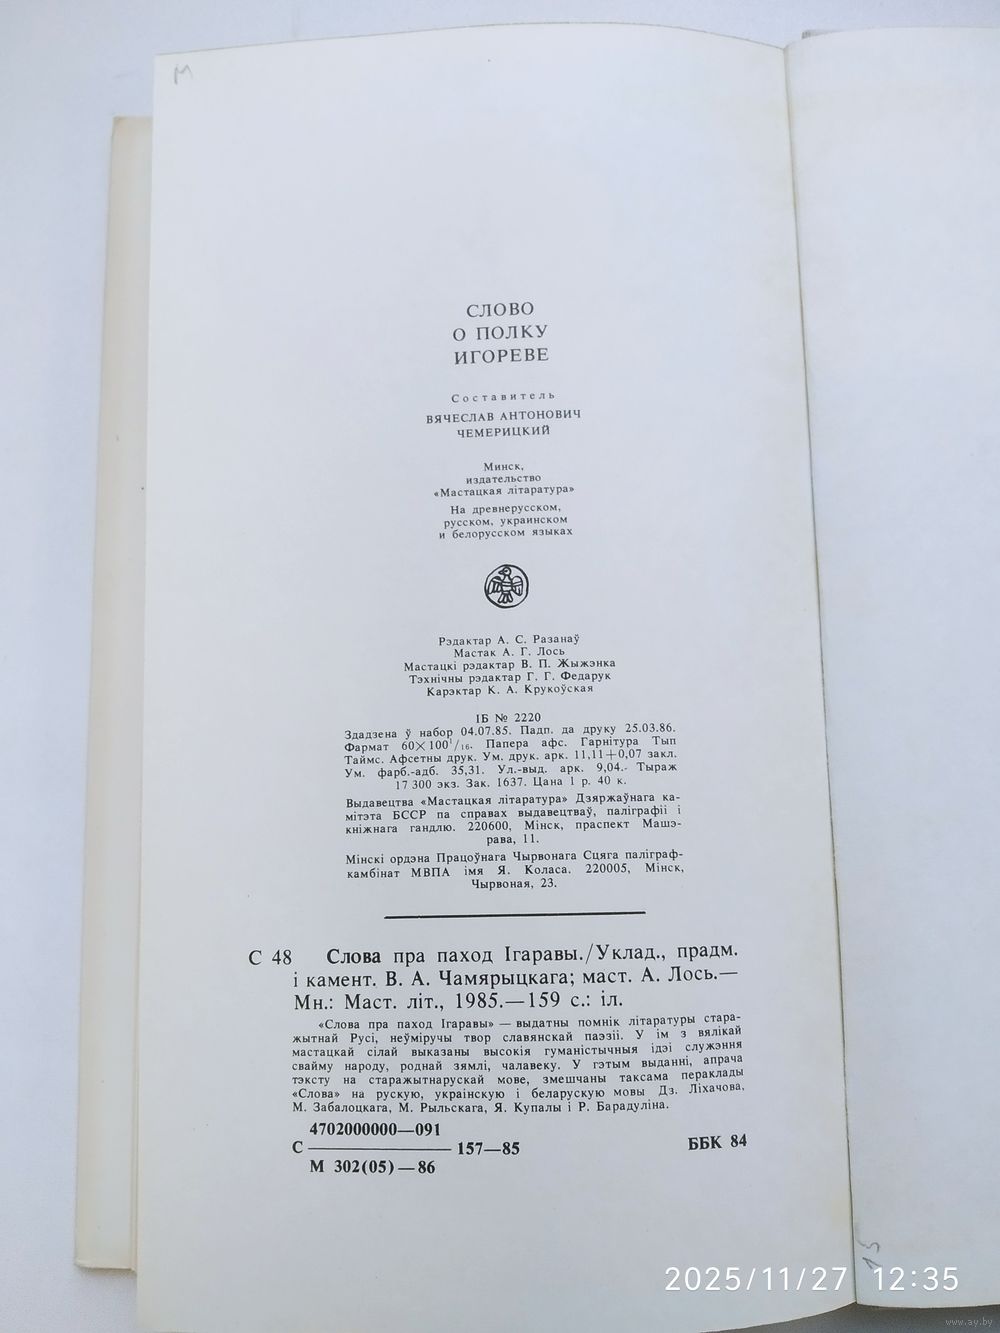 М
СЛОВО
О ПОЛКУ
ИГОРЕВЕ
Составитель
ВЯЧЕСЛАВ АНТОНОВИЧ
ЧЕМЕРИЦКИЙ
Минск,
издательство
«Мастацкая літаратура»
На древнерусском,
русском, украинском
и белорусском языках
Рэдактар А. С. Разанаў
Мастак А. Г. Лось
Мастацкі рэдактар В. П. Жыжэнка
Тэхнічны рэдактар Г. Г. Федарук
Карэктар К. А. Крукоўская
ІБ № 2220
Здадзена ў набор 04.07.85. Падп. да друку 25.03.86.
Фармат 60×100¹/₁₆. Папера афс. Гарнітура Тып
Таймс. Афсетны друк. Ум. друк. арк. 11,11+0,07 закл.
Ум. фарб.-адб. 35,31. Ул.-выд. арк. 9,04. Тыраж
17 300 экз. Зак. 1637. Цана 1 р. 40 к.
Выдавецтва «Мастацкая літаратура» Дзяржаўнага ка-
мітэта БССР па справах выдавецтваў, паліграфіі і
кніжнага гандлю. 220600, Мінск, праспект Машэ-
рава, 11.
Мінскі ордэна Працоўнага Чырвонага Сцяга паліграф-
камбінат МВПА імя Я. Коласа. 220005, Мінск,
Чырвоная, 23.
С 48 Слова пра паход Ігаравы./Уклад., прадм.
і камент. В. А. Чамярыцкага; маст. А. Лось.—
Мн.: Маст. літ., 1985.—159 с.: іл.
«Слова пра паход Ігаравы» — выдатны помнік літаратуры стара-
жытнай Русі, неўміручы твор славянскай паэзіі. У ім з вялікай
мастацкай сілай выказаны высокія гуманістычныя ідэі служэння
свайму народу, роднай зямлі, чалавеку. У гэтым выданні, апрача
тэксту на старажытнарускай мове, змешчаны таксама пераклады
«Слова» на рускую, украінскую і беларускую мовы Дз. Ліхачова,
М. Забалоцкага, М. Рыльскага, Я. Купалы і Р. Барадуліна.
4702000000—091
С 157—85 ББК 84
М 302(05)—86
2025/11/27 12:35
www.ay.by